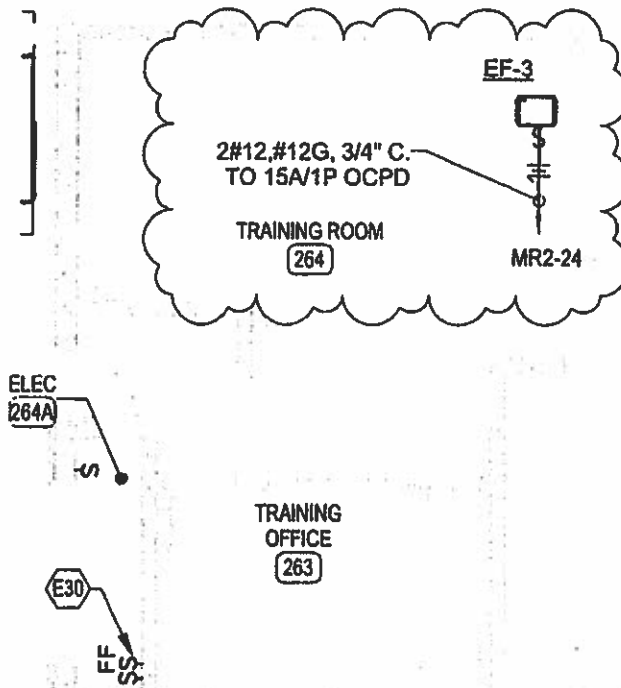 EF-3
S
2#12,#12G, 3/4" C.
TO 15A/1P OCPD
TRAINING ROOM
264
MR2-24
ELEC
264A
S
TRAINING
OFFICE
263
E30
FF
SS